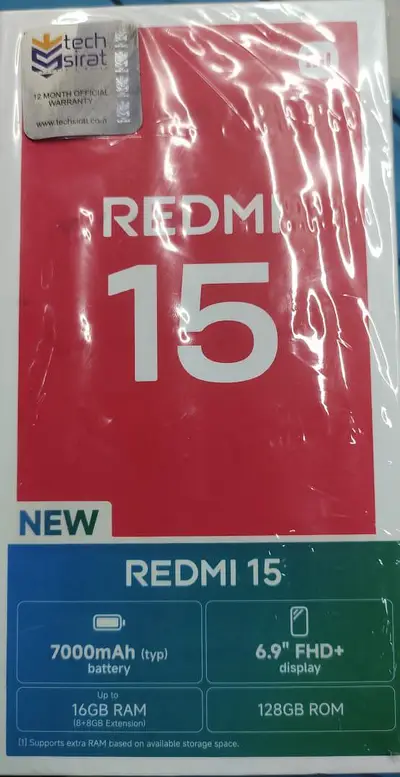 tech
sirat
12 MONTH OFFICIAL
WARRANTY
www.techsirat.com
REDMI
15
NEW
REDMI 15
7000mAh (typ)
battery
6.9" FHD+
display
Up to
16GB RAM
(8+8GB Extension)
128GB ROM
[1] Supports extra RAM based on available storage space.